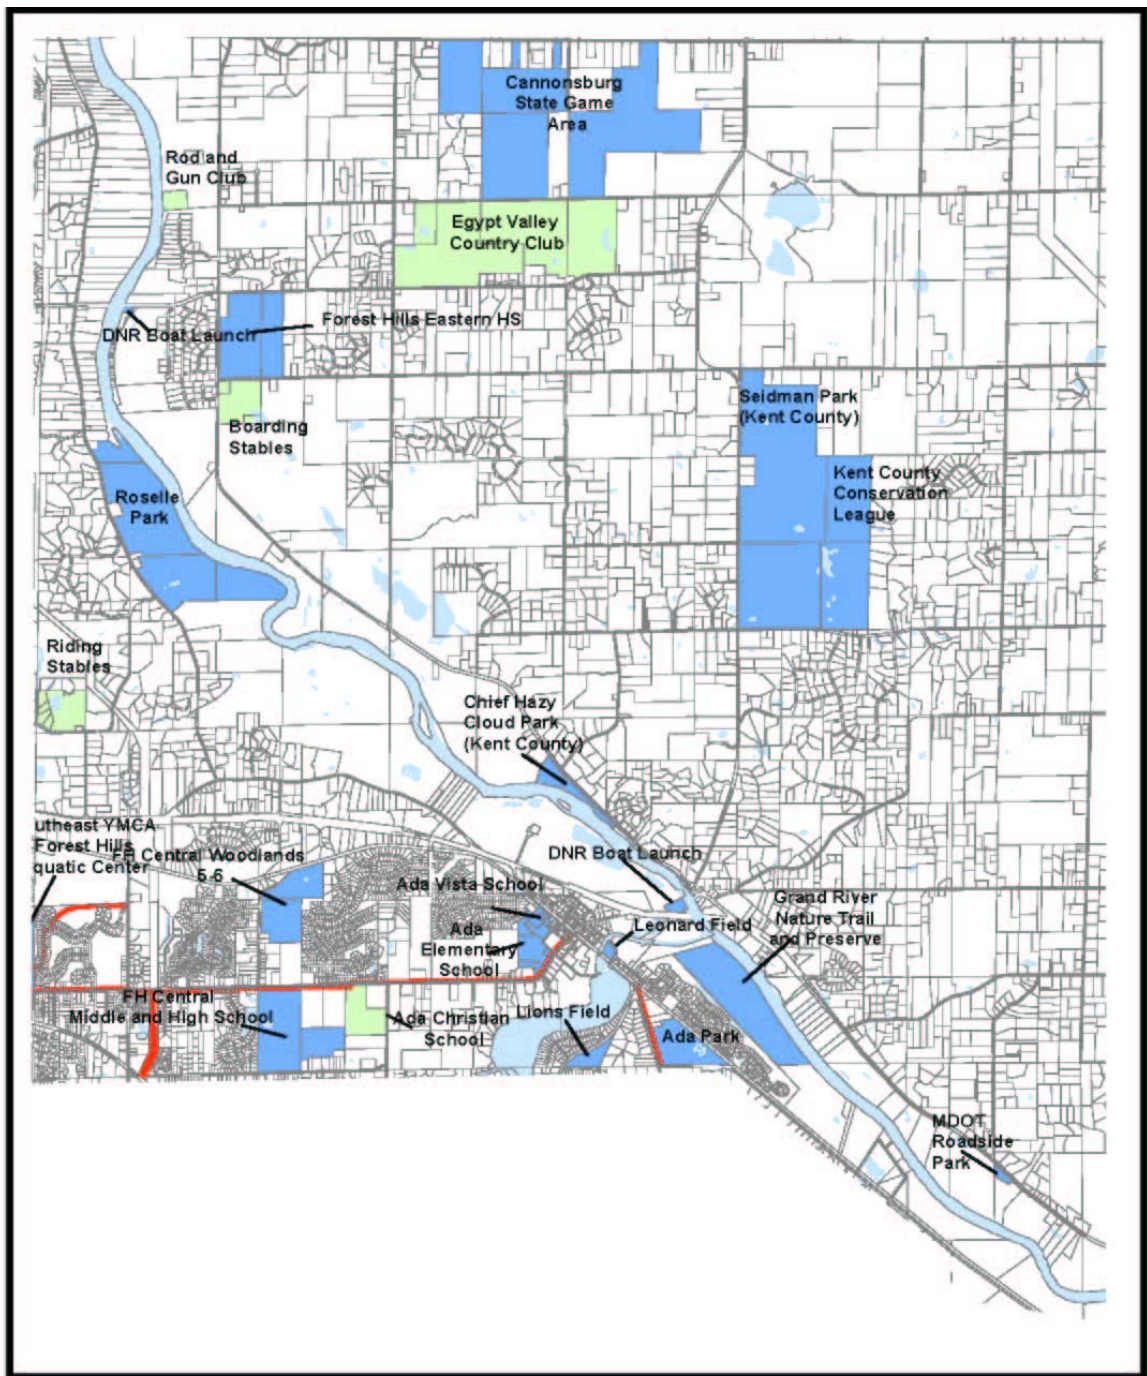 Cannonsburg
State Game
Area
Rod and
Gun Club
Egypt Valley
Country Club
DNR Boat Launch
Forest Hills Eastern HS
Boarding
Stables
Seidman Park
(Kent County)
Kent County
Conservation
League
Roselle
Park
Riding
Stables
Chief Hazy
Cloud Park
(Kent County)
utheast YMCA
Forest Hills
quatic Center
FH Central Woodlands
5-6
DNR Boat Launch
Ada Vista School
Grand River
Nature Trail
and Preserve
Leonard Field
Ada
Elementary
School
FH Central
Middle and High School
Ada Christian
School
Lions Field
Ada Park
MDOT
Roadside
Park